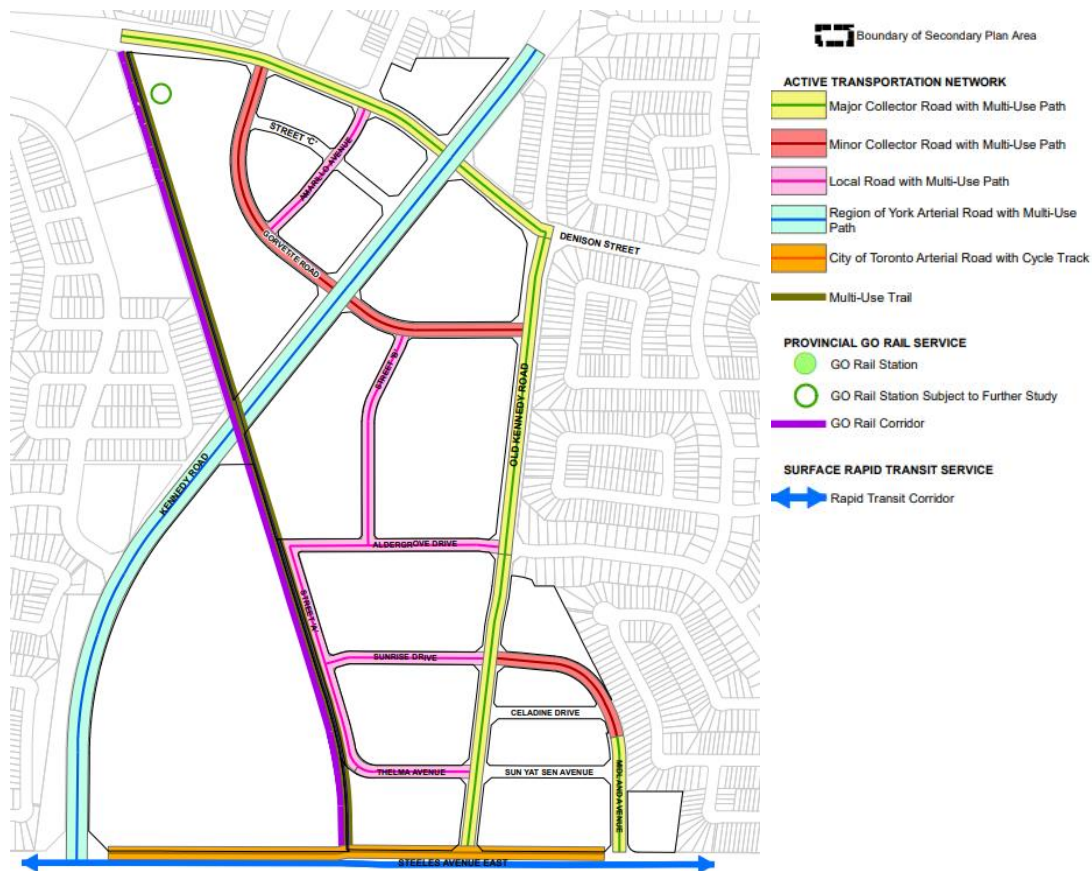 Boundary of Secondary Plan Area
ACTIVE TRANSPORTATION NETWORK
Major Collector Road with Multi-Use Path
Minor Collector Road with Multi-Use Path
Local Road with Multi-Use Path
Region of York Arterial Road with Multi-Use
Path
City of Toronto Arterial Road with Cycle Track
Multi-Use Trail
PROVINCIAL GO RAIL SERVICE
GO Rail Station
GO Rail Station Subject to Further Study
GO Rail Corridor
SURFACE RAPID TRANSIT SERVICE
Rapid Transit Corridor
STREET 'C'
AMARILLO AVENUE
GORVETTE ROAD
DENISON STREET
STREET 'B'
OLD KENNEDY ROAD
KENNEDY ROAD
ALDERGROVE DRIVE
STREET 'A'
SUNRISE DRIVE
CELADINE DRIVE
THELMA AVENUE
SUN YAT SEN AVENUE
MIDLAND AVENUE
STEELES AVENUE EAST